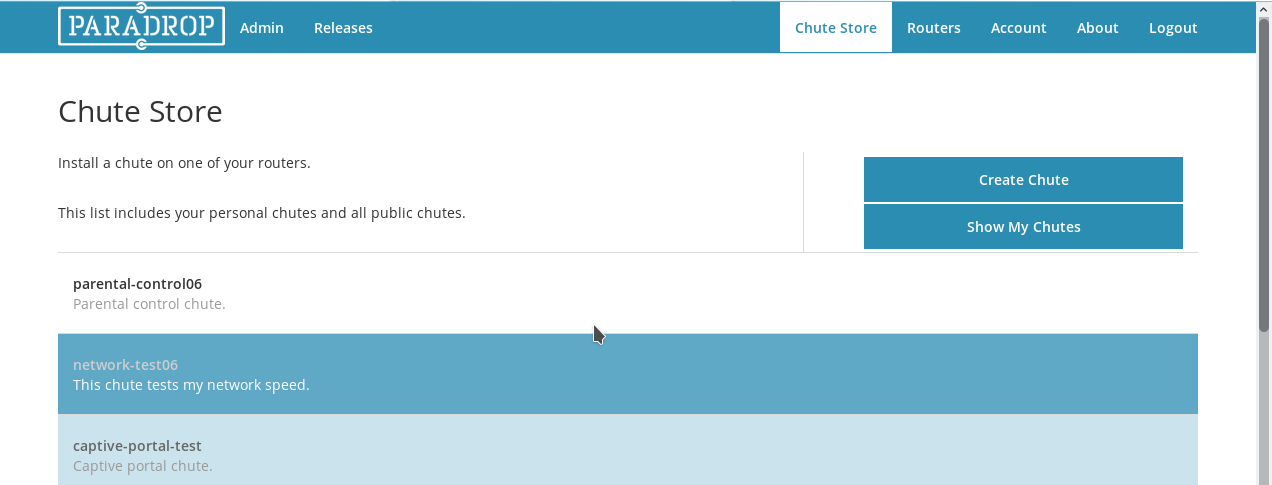 PARADROP Admin Releases Chute Store Routers Account About Logout
Chute Store
Install a chute on one of your routers.
This list includes your personal chutes and all public chutes.
Create Chute
Show My Chutes
parental-control06
Parental control chute.
network-test06
This chute tests my network speed.
captive-portal-test
Captive portal chute.